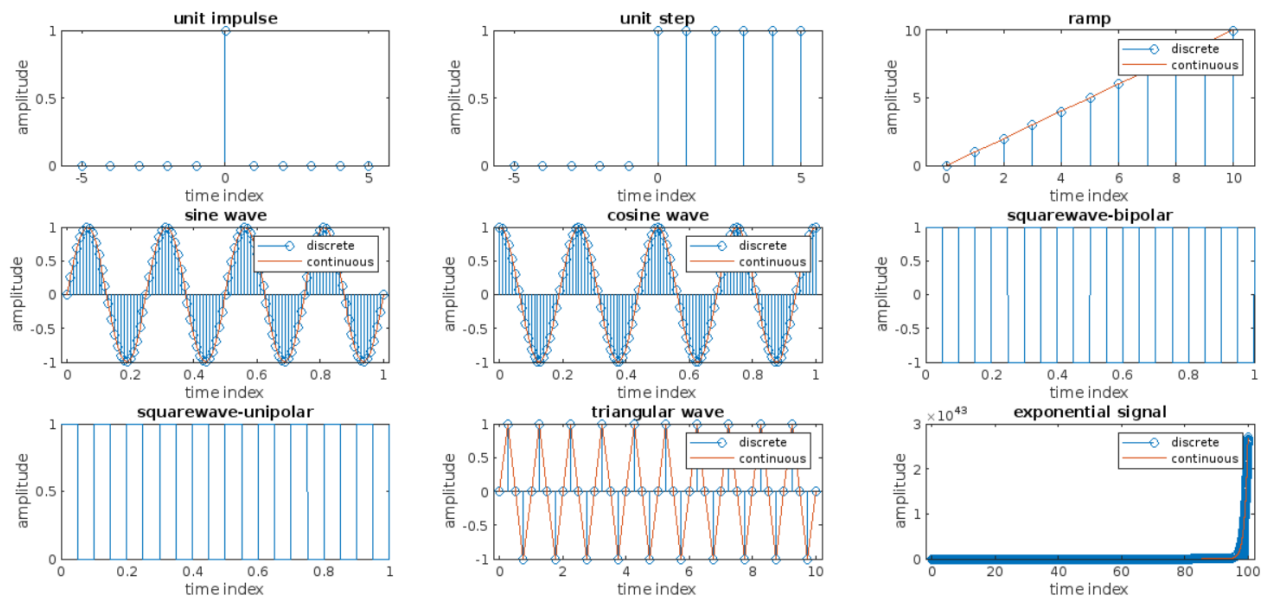 unit impulse
1
0.5
0
amplitude
-5
0
5
time index
unit step
1
0.5
0
amplitude
-5
0
5
time index
ramp
10
5
0
amplitude
discrete
continuous
0
2
4
6
8
10
time index
sine wave
1
0.5
0
-0.5
-1
amplitude
discrete
continuous
0
0.2
0.4
0.6
0.8
1
time index
cosine wave
1
0.5
0
-0.5
-1
amplitude
discrete
continuous
0
0.2
0.4
0.6
0.8
1
time index
squarewave-bipolar
1
0.5
0
-0.5
-1
amplitude
0
0.2
0.4
0.6
0.8
1
time index
squarewave-unipolar
1
0.5
0
amplitude
0
0.2
0.4
0.6
0.8
1
time index
triangular wave
1
0.5
0
-0.5
-1
amplitude
discrete
continuous
0
2
4
6
8
10
time index
×10^43
exponential signal
3
2
1
0
amplitude
discrete
continuous
0
20
40
60
80
100
time index